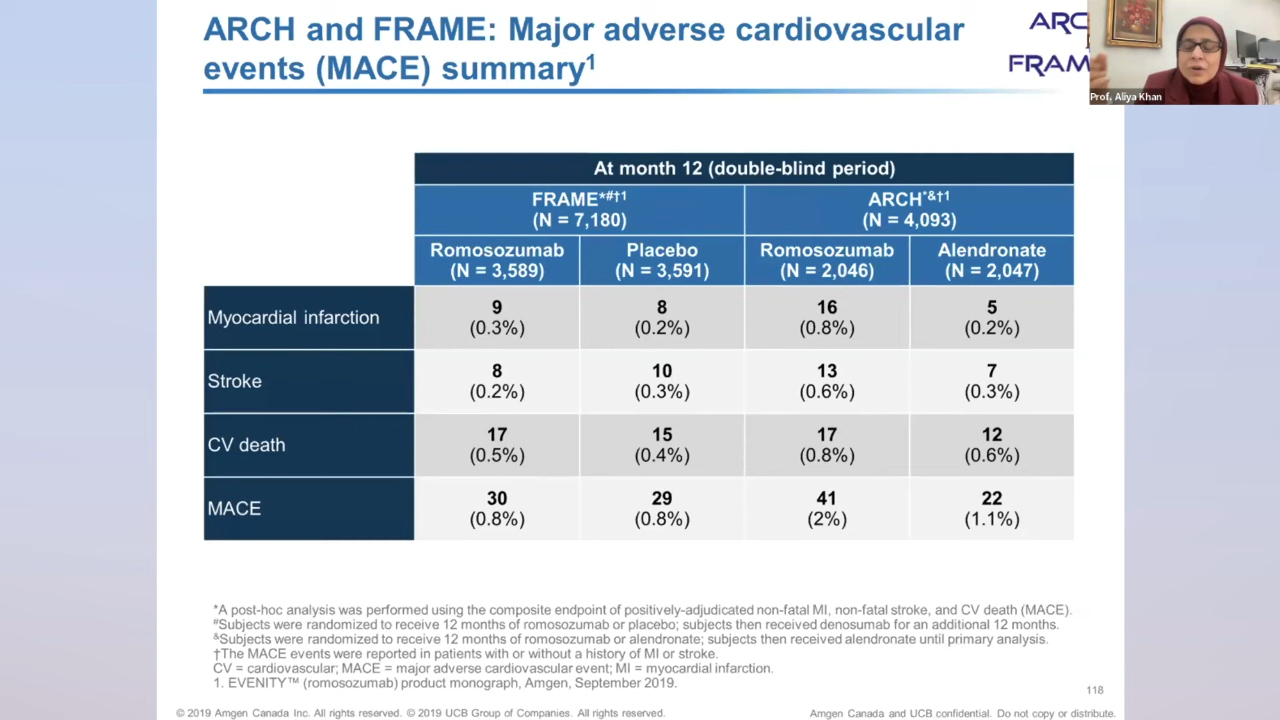 ARCH and FRAME: Major adverse cardiovascular
events (MACE) summary1
ARC
FRAM
Prof. Aliya Khan
At month 12 (double-blind period)
FRAME*#†1
(N = 7,180)
ARCH*&†1
(N = 4,093)
Romosozumab
(N = 3,589)
Placebo
(N = 3,591)
Romosozumab
(N = 2,046)
Alendronate
(N = 2,047)
Myocardial infarction
9
(0.3%)
8
(0.2%)
16
(0.8%)
5
(0.2%)
Stroke
8
(0.2%)
10
(0.3%)
13
(0.6%)
7
(0.3%)
CV death
17
(0.5%)
15
(0.4%)
17
(0.8%)
12
(0.6%)
MACE
30
(0.8%)
29
(0.8%)
41
(2%)
22
(1.1%)
*A post-hoc analysis was performed using the composite endpoint of positively-adjudicated non-fatal MI, non-fatal stroke, and CV death (MACE).
#Subjects were randomized to receive 12 months of romosozumab or placebo; subjects then received denosumab for an additional 12 months.
&Subjects were randomized to receive 12 months of romosozumab or alendronate; subjects then received alendronate until primary analysis.
†The MACE events were reported in patients with or without a history of MI or stroke.
CV = cardiovascular; MACE = major adverse cardiovascular event; MI = myocardial infarction.
1. EVENITY™ (romosozumab) product monograph, Amgen, September 2019.
118
© 2019 Amgen Canada Inc. All rights reserved. © 2019 UCB Group of Companies. All rights reserved.
Amgen Canada and UCB confidential. Do not copy or distribute.